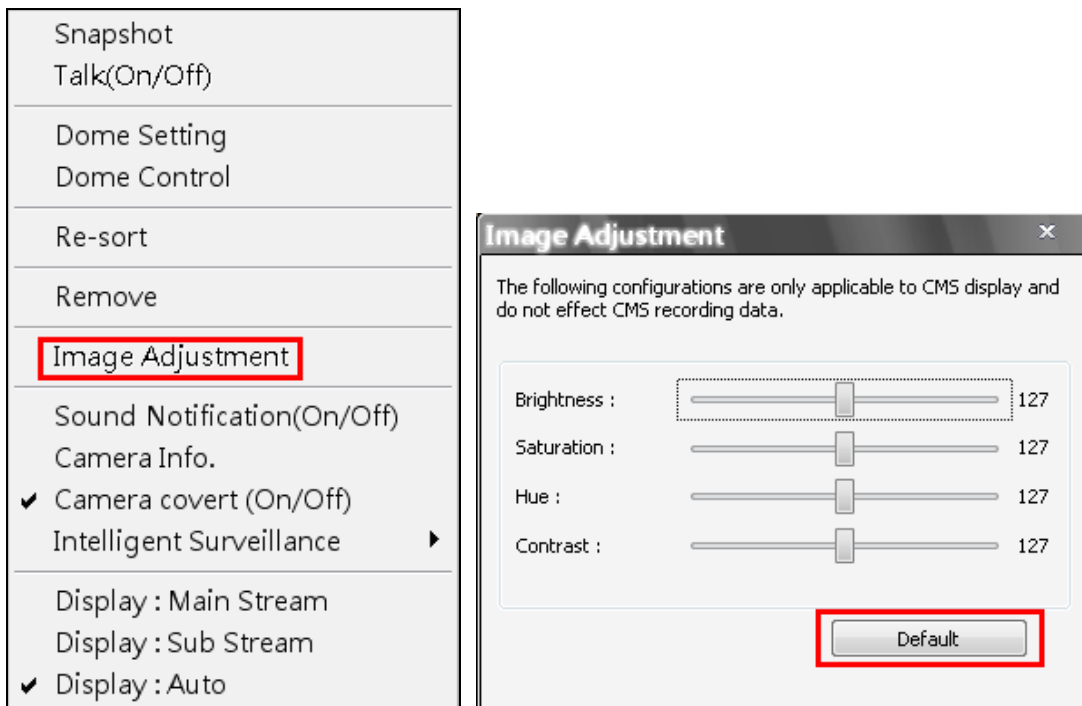 Snapshot
Talk(On/Off)
Dome Setting
Dome Control
Re-sort
Remove
Image Adjustment
Sound Notification(On/Off)
Camera Info.
Camera covert (On/Off)
Intelligent Surveillance
Display : Main Stream
Display : Sub Stream
Display : Auto
Image Adjustment
The following configurations are only applicable to CMS display and
do not effect CMS recording data.
Brightness : 127
Saturation : 127
Hue : 127
Contrast : 127
Default